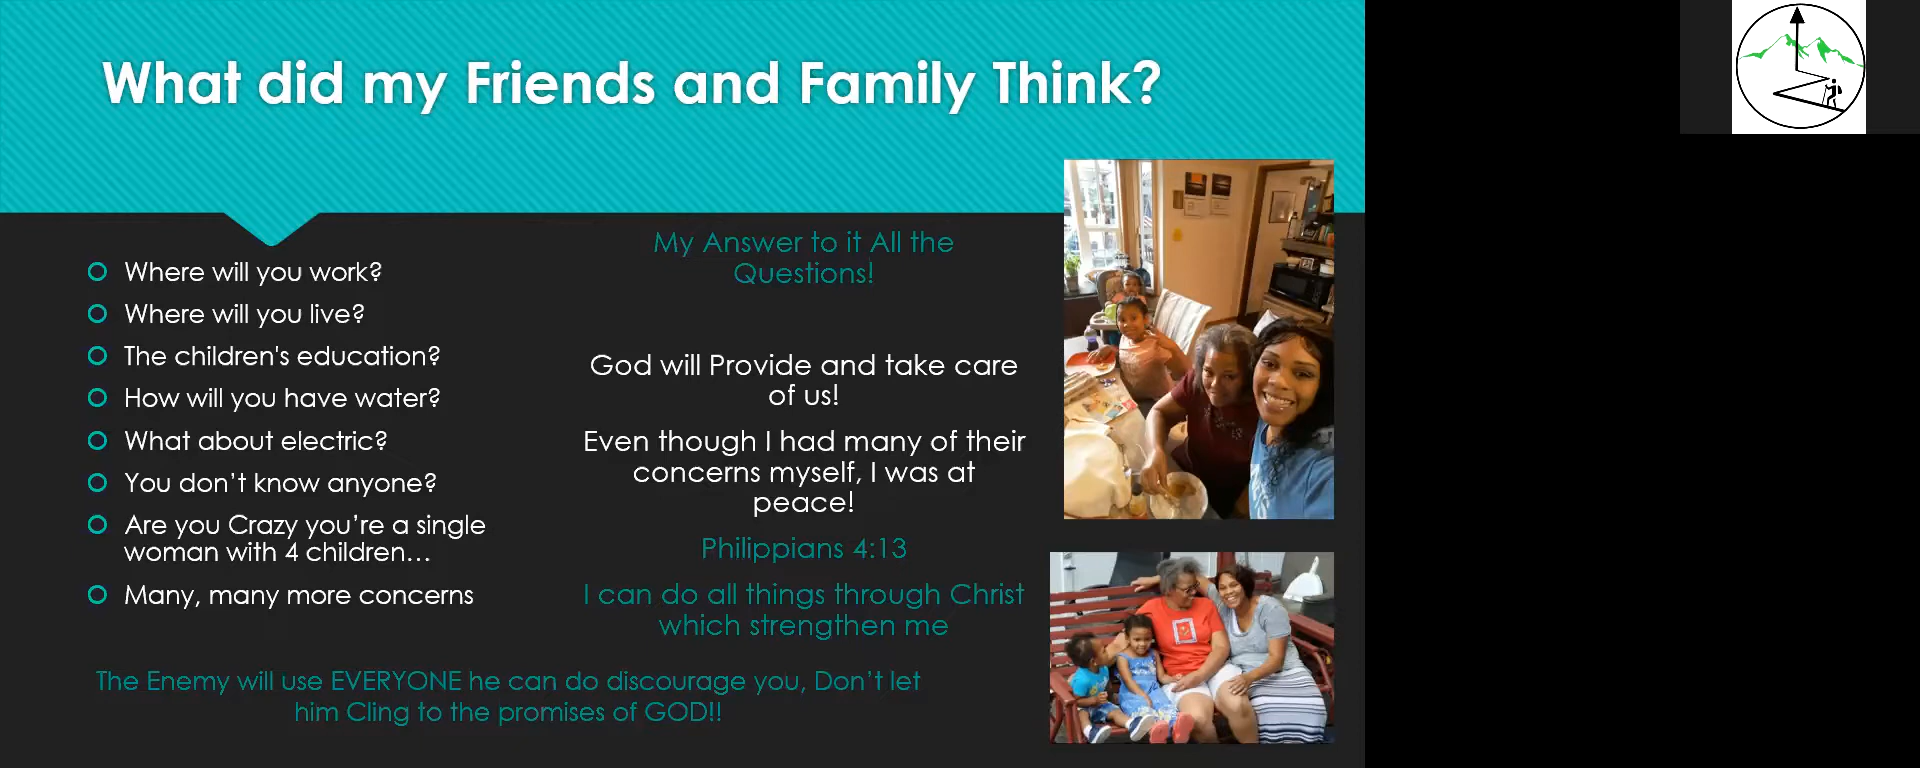 What did my Friends and Family Think?
Where will you work?
Where will you live?
The children's education?
How will you have water?
What about electric?
You don't know anyone?
Are you Crazy you're a single
woman with 4 children...
Many, many more concerns
My Answer to it All the
Questions!
God will Provide and take care
of us!
Even though I had many of their
concerns myself, I was at
peace!
Philippians 4:13
I can do all things through Christ
which strengthen me
The Enemy will use EVERYONE he can do discourage you, Don't let
him Cling to the promises of GOD!!